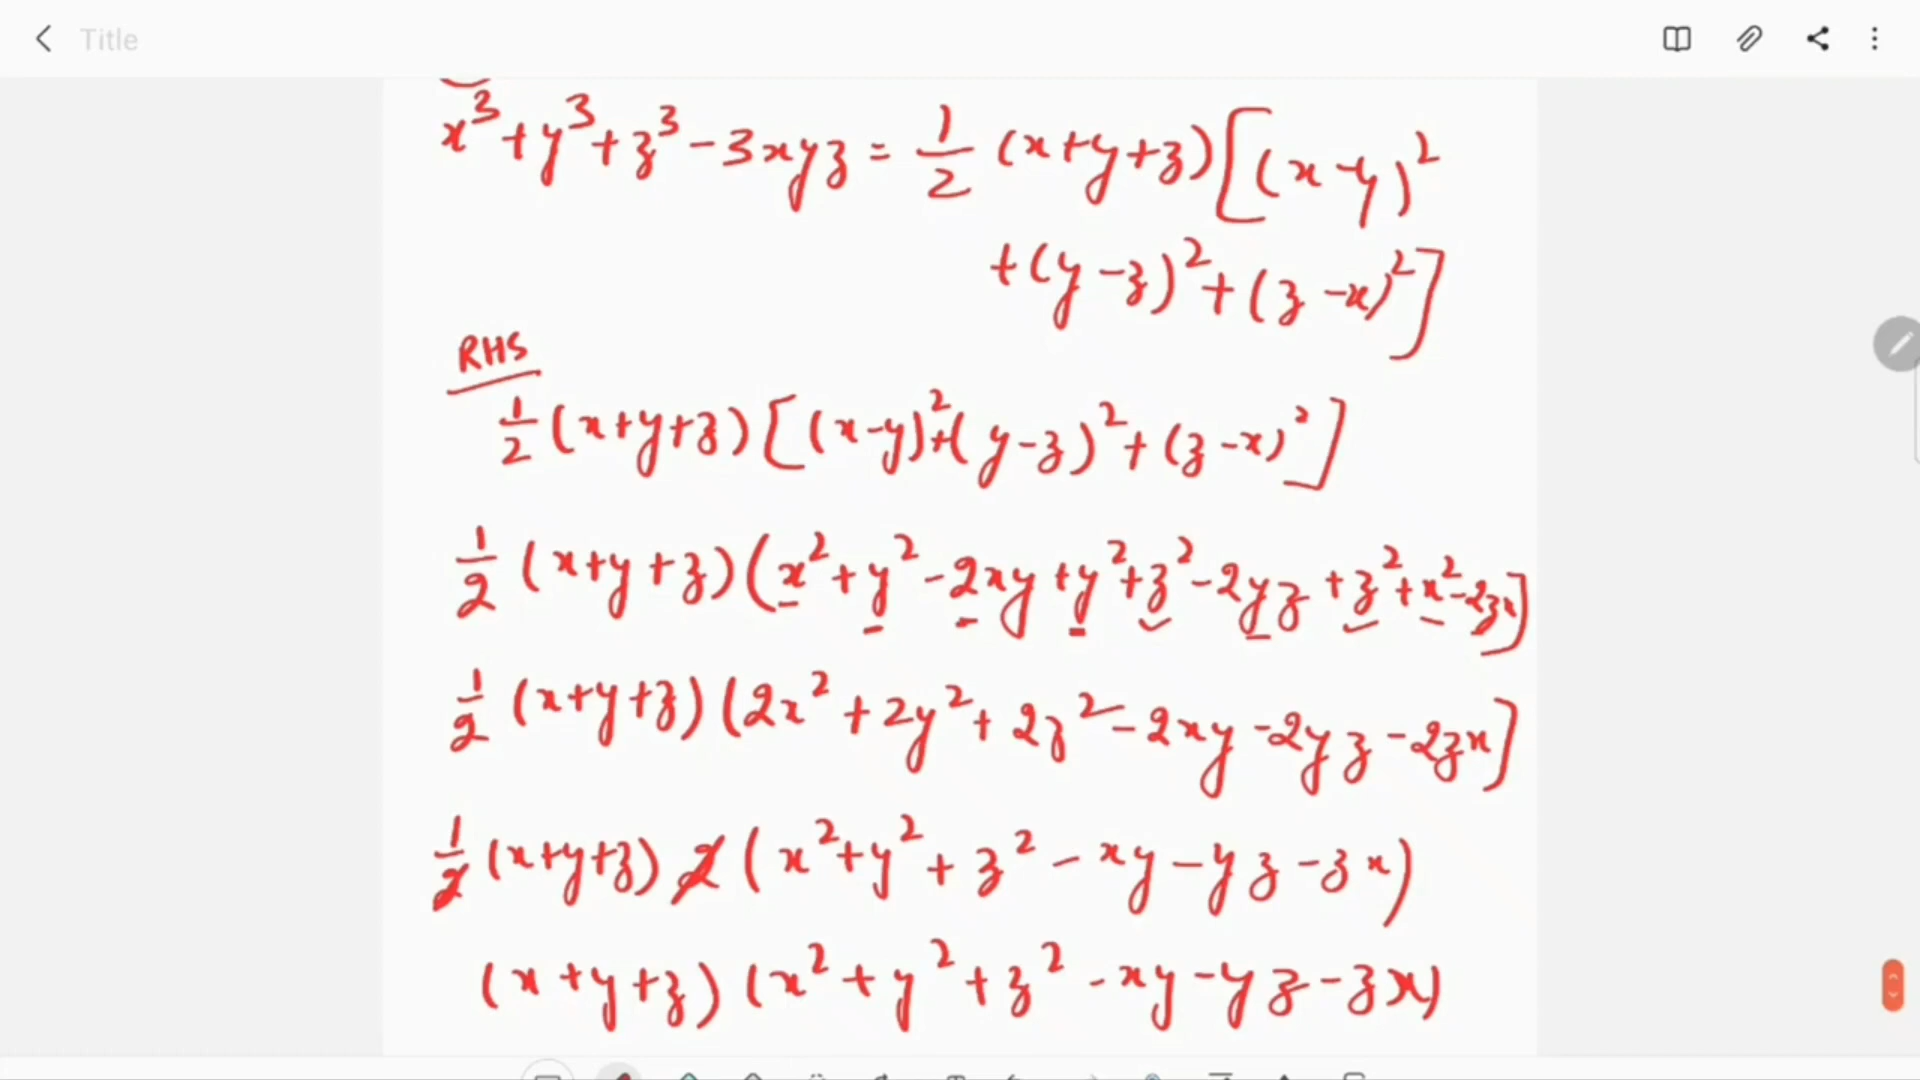 Title
x³+y³+z³-3xyz = 1/2 (x+y+z)[(x-y)²
+(y-z)²+(z-x)²]
RHS
1/2 (x+y+z)[(x-y)²+(y-z)²+(z-x)²]
1/2 (x+y+z)(x²+y²-2xy+y²+z²-2yz+z²+x²-2zx]
1/2 (x+y+z)(2x²+2y²+2z²-2xy-2yz-2zx]
1/2 (x+y+z) 2 (x²+y²+z²-xy-yz-zx)
(x+y+z)(x²+y²+z²-xy-yz-zx)